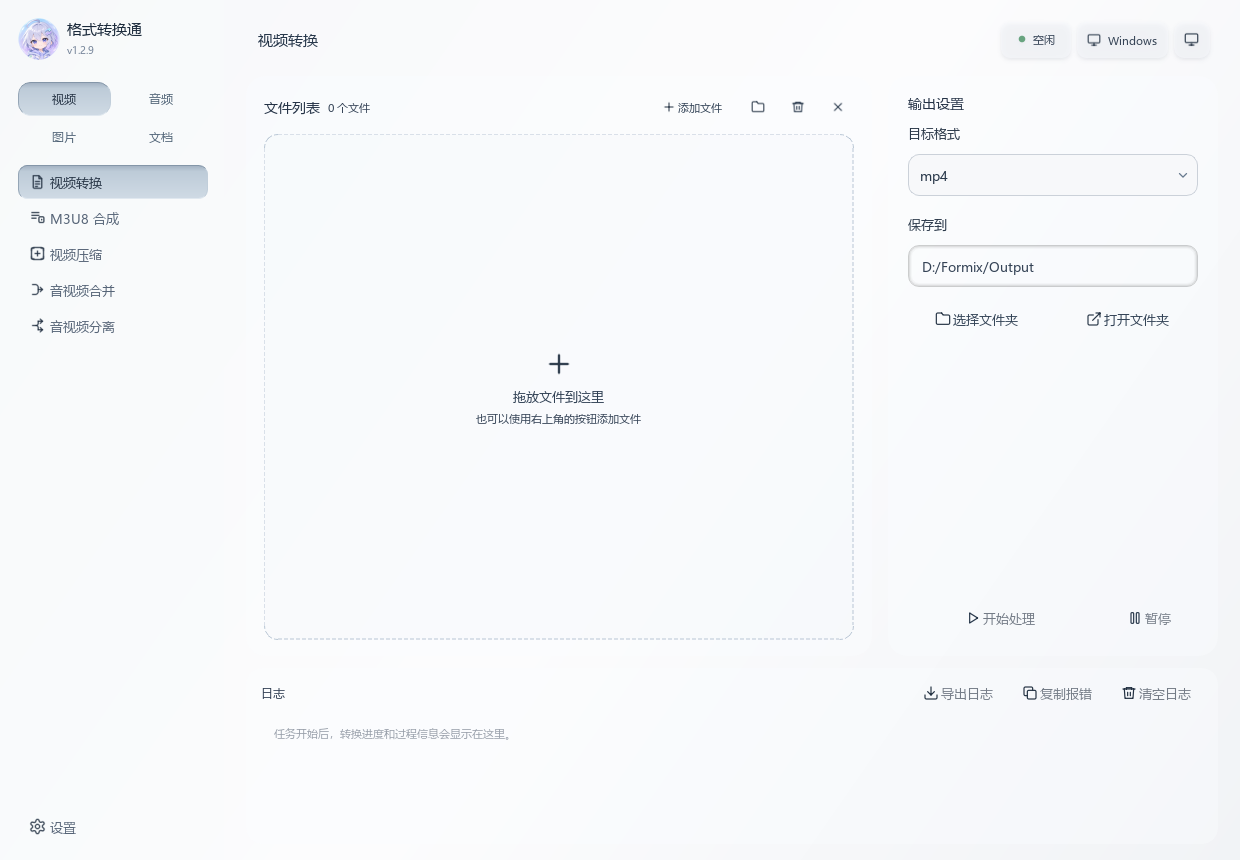 格式转换通
v1.2.9
视频
音频
图片
文档
视频转换
M3U8 合成
视频压缩
音视频合并
音视频分离
设置
视频转换
空闲
Windows
文件列表 0 个文件
添加文件
拖放文件到这里
也可以使用右上角的按钮添加文件
输出设置
目标格式
mp4
保存到
D:/Formix/Output
选择文件夹
打开文件夹
开始处理
暂停
日志
导出日志
复制报错
清空日志
任务开始后，转换进度和过程信息会显示在这里。